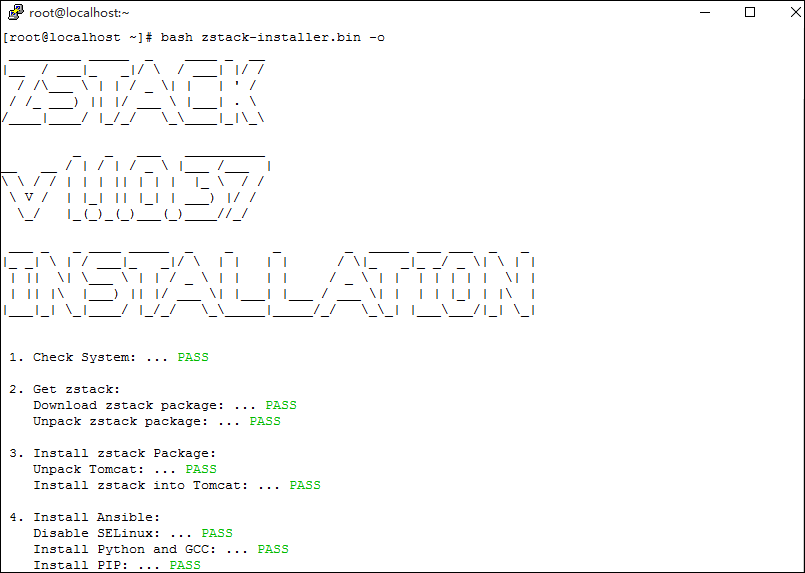 root@localhost:~
[root@localhost ~]# bash zstack-installer.bin -o
ZSTACK
v1.1.0.37
INSTALLATION
1. Check System: ... PASS
2. Get zstack:
Download zstack package: ... PASS
Unpack zstack package: ... PASS
3. Install zstack Package:
Unpack Tomcat: ... PASS
Install zstack into Tomcat: ... PASS
4. Install Ansible:
Disable SELinux: ... PASS
Install Python and GCC: ... PASS
Install PIP: ... PASS